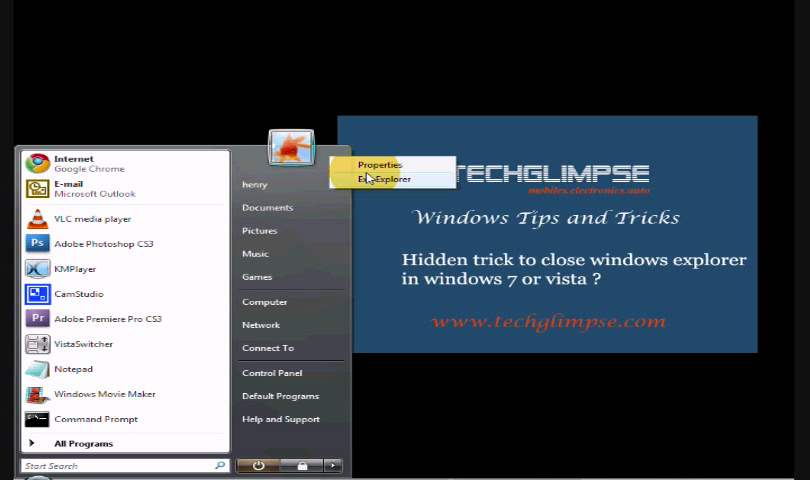 Internet
Google Chrome
E-mail
Microsoft Outlook
VLC media player
Adobe Photoshop CS3
KMPlayer
CamStudio
Adobe Premiere Pro CS3
VistaSwitcher
Notepad
Windows Movie Maker
Command Prompt
All Programs
Start Search
henry
Documents
Pictures
Music
Games
Computer
Network
Connect To
Control Panel
Default Programs
Help and Support
Properties
Explorer
TECHGLIMPSE
mobiles.electronics.auto
Windows Tips and Tricks
Hidden trick to close windows explorer
in windows 7 or vista ?
www.techglimpse.com